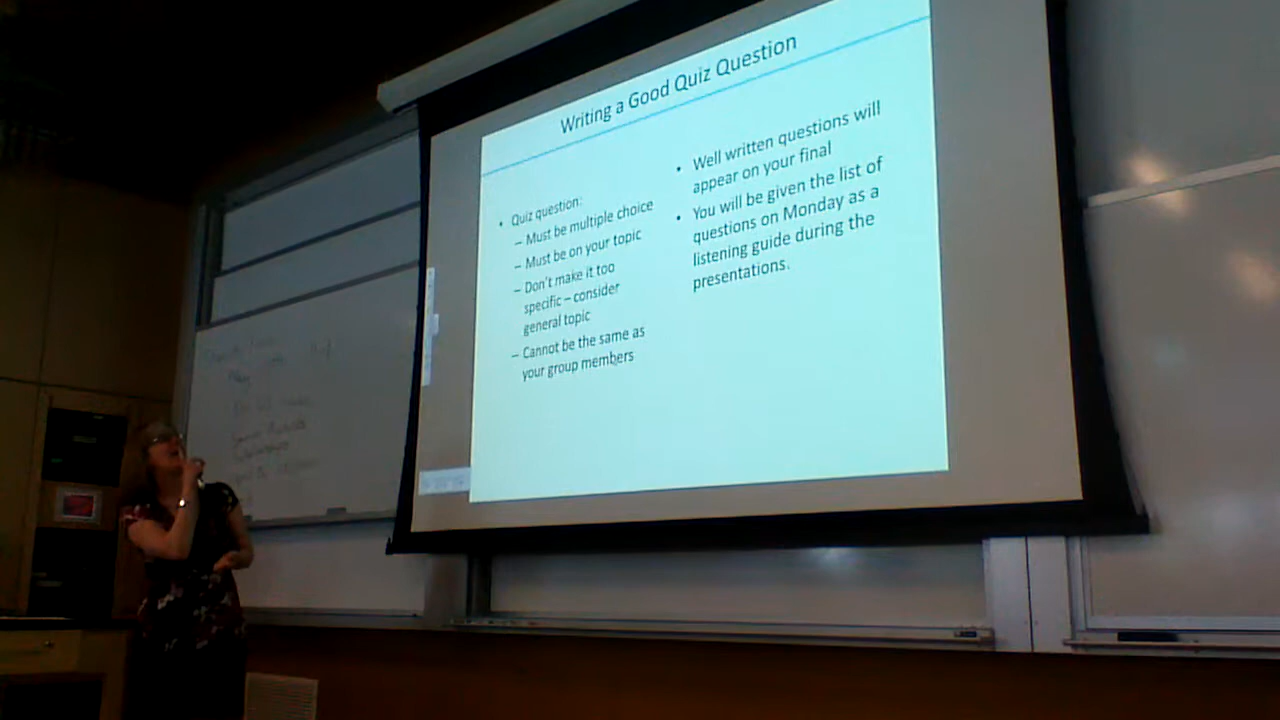 Writing a Good Quiz Question
• Quiz question:
– Must be multiple choice
– Must be on your topic
– Don't make it too
specific – consider
general topic
– Cannot be the same as
your group members
• Well written questions will
appear on your final
• You will be given the list of
questions on Monday as a
listening guide during the
presentations.